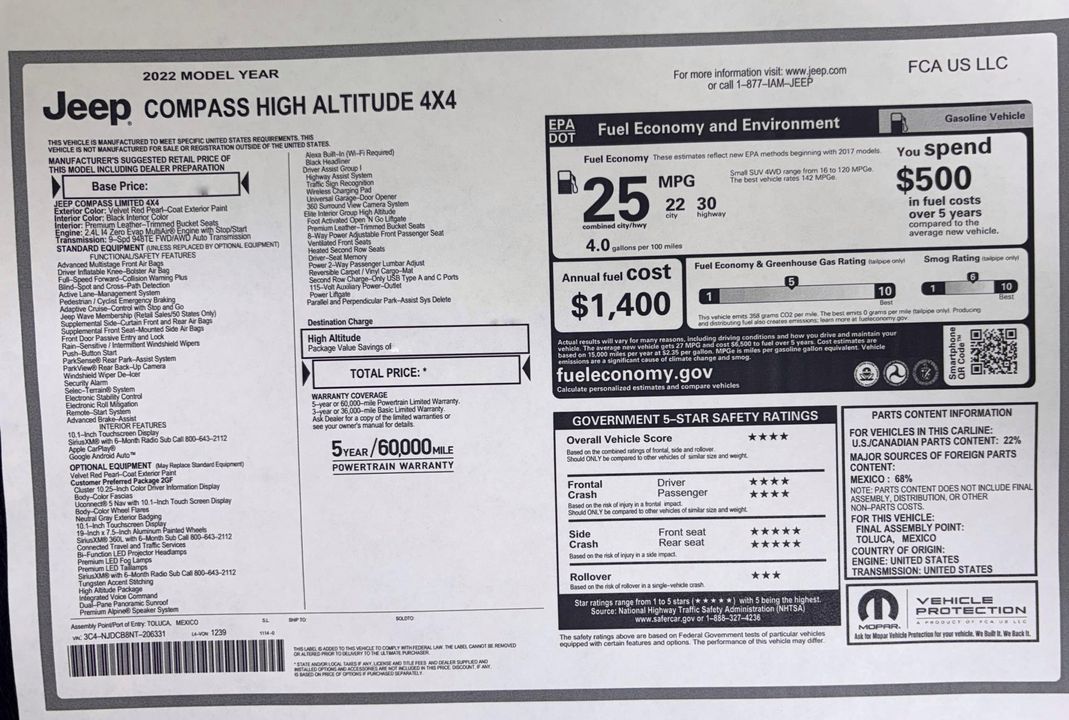 2022 MODEL YEAR
Jeep® COMPASS HIGH ALTITUDE 4X4
For more information visit: www.jeep.com
or call 1–877–IAM–JEEP
FCA US LLC
THIS VEHICLE IS MANUFACTURED TO MEET SPECIFIC UNITED STATES REQUIREMENTS. THIS
VEHICLE IS NOT MANUFACTURED FOR SALE OR REGISTRATION OUTSIDE OF THE UNITED STATES.
MANUFACTURER'S SUGGESTED RETAIL PRICE OF
THIS MODEL INCLUDING DEALER PREPARATION
Base Price:
JEEP COMPASS LIMITED 4X4
Exterior Color: Velvet Red Pearl–Coat Exterior Paint
Interior Color: Black Interior Color
Interior: Premium Leather–Trimmed Bucket Seats
Engine: 2.4L I4 Zero Evap MultiAir® Engine with Stop/Start
Transmission: 9–Spd 948TE FWD/AWD Auto Transmission
STANDARD EQUIPMENT (UNLESS REPLACED BY OPTIONAL EQUIPMENT)
FUNCTIONAL/SAFETY FEATURES
Advanced Multistage Front Air Bags
Driver Inflatable Knee–Bolster Air Bag
Full–Speed Forward–Collision Warning Plus
Blind–Spot and Cross–Path Detection
Active Lane–Management System
Pedestrian / Cyclist Emergency Braking
Adaptive Cruise–Control with Stop and Go
Jeep Wave Membership (Retail Sales/50 States Only)
Supplemental Side–Curtain Front and Rear Air Bags
Supplemental Front Seat–Mounted Side Air Bags
Front Door Passive Entry and Lock
Rain–Sensitive / Intermittent Windshield Wipers
Push–Button Start
ParkSense® Rear Park–Assist System
ParkView® Rear Back–Up Camera
Windshield Wiper De–Icer
Security Alarm
Selec–Terrain® System
Electronic Stability Control
Electronic Roll Mitigation
Remote–Start System
Advanced Brake–Assist
INTERIOR FEATURES
10.1–Inch Touchscreen Display
SiriusXM® with 6–Month Radio Sub Call 800–643–2112
Apple CarPlay®
Google Android Auto™
OPTIONAL EQUIPMENT (May Replace Standard Equipment)
Velvet Red Pearl–Coat Exterior Paint
Customer Preferred Package 2GF
Cluster 10.25–Inch Color Driver Information Display
Body–Color Fascias
Uconnect® 5 Nav with 10.1–Inch Touch Screen Display
Body–Color Wheel Flares
Neutral Gray Exterior Badging
10.1–Inch Touchscreen Display
19–Inch x 7.5–Inch Aluminum Painted Wheels
SiriusXM® 360L with 6–Month Sub Call 800–643–2112
Connected Travel and Traffic Services
Bi–Function LED Projector Headlamps
Premium LED Fog Lamps
Premium LED Taillamps
SiriusXM® with 6–Month Radio Sub Call 800–643–2112
Tungsten Accent Stitching
High Altitude Package
Integrated Voice Command
Dual–Pane Panoramic Sunroof
Premium Alpine® Speaker System
Alexa Built–In (Wi–Fi Required)
Black Headliner
Driver Assist Group I
Highway Assist System
Traffic Sign Recognition
Wireless Charging Pad
Universal Garage–Door Opener
360 Surround View Camera System
Elite Interior Group High Altitude
Foot Activated Open 'N Go Liftgate
Premium Leather–Trimmed Bucket Seats
8–Way Power Adjustable Front Passenger Seat
Ventilated Front Seats
Heated Second Row Seats
Driver–Seat Memory
Power 2–Way Passenger Lumbar Adjust
Reversible Carpet / Vinyl Cargo–Mat
Second Row Charge–Only USB Type A and C Ports
115–Volt Auxiliary Power–Outlet
Power Liftgate
Parallel and Perpendicular Park–Assist Sys Delete
Destination Charge
High Altitude
Package Value Savings of
TOTAL PRICE: *
WARRANTY COVERAGE
5–year or 60,000–mile Powertrain Limited Warranty.
3–year or 36,000–mile Basic Limited Warranty.
Ask Dealer for a copy of the limited warranties or
see your owner's manual for details.
5YEAR/60,000MILE
POWERTRAIN WARRANTY
Assembly Point/Port of Entry: TOLUCA, MEXICO
S.L.
SHIP TO:
SOLD TO:
VIN: 3C4–NJDCB8NT–206331
L4–VON: 1239
1114–0
THIS LABEL IS ADDED TO THIS VEHICLE TO COMPLY WITH FEDERAL LAW. THE LABEL CANNOT BE REMOVED
OR ALTERED PRIOR TO DELIVERY TO THE ULTIMATE PURCHASER.
* STATE AND/OR LOCAL TAXES IF ANY, LICENSE AND TITLE FEES AND DEALER SUPPLIED AND
INSTALLED OPTIONS AND ACCESSORIES ARE NOT INCLUDED IN THIS PRICE. DISCOUNT, IF ANY,
IS BASED ON PRICE OF OPTIONS IF PURCHASED SEPARATELY.
EPA
DOT
Fuel Economy and Environment
Gasoline Vehicle
Fuel Economy These estimates reflect new EPA methods beginning with 2017 models.
25 MPG
22 30
city highway
combined city/hwy
4.0 gallons per 100 miles
Small SUV 4WD range from 16 to 120 MPGe.
The best vehicle rates 142 MPGe.
You spend
$500
in fuel costs
over 5 years
compared to the
average new vehicle.
Annual fuel COST
$1,400
Fuel Economy & Greenhouse Gas Rating (tailpipe only)
1 5 10
Best
Smog Rating (tailpipe only)
1 6 10
Best
This vehicle emits 358 grams CO2 per mile. The best emits 0 grams per mile (tailpipe only). Producing
and distributing fuel also creates emissions; learn more at fueleconomy.gov.
Actual results will vary for many reasons, including driving conditions and how you drive and maintain your
vehicle. The average new vehicle gets 27 MPG and cost $6,500 to fuel over 5 years. Cost estimates are
based on 15,000 miles per year at $2.35 per gallon. MPGe is miles per gasoline gallon equivalent. Vehicle
emissions are a significant cause of climate change and smog.
fueleconomy.gov
Calculate personalized estimates and compare vehicles
Smartphone
QR Code™
GOVERNMENT 5–STAR SAFETY RATINGS
Overall Vehicle Score ★★★★
Based on the combined ratings of frontal, side and rollover.
Should ONLY be compared to other vehicles of similar size and weight.
Frontal Driver ★★★★
Crash Passenger ★★★★
Based on the risk of injury in a frontal impact.
Should ONLY be compared to other vehicles of similar size and weight.
Side Front seat ★★★★★
Crash Rear seat ★★★★★
Based on the risk of injury in a side impact.
Rollover ★★★
Based on the risk of rollover in a single–vehicle crash.
Star ratings range from 1 to 5 stars (★★★★★) with 5 being the highest.
Source: National Highway Traffic Safety Administration (NHTSA)
www.safercar.gov or 1–888–327–4236
The safety ratings above are based on Federal Government tests of particular vehicles
equipped with certain features and options. The performance of this vehicle may differ.
PARTS CONTENT INFORMATION
FOR VEHICLES IN THIS CARLINE:
U.S./CANADIAN PARTS CONTENT: 22%
MAJOR SOURCES OF FOREIGN PARTS
CONTENT:
MEXICO : 68%
NOTE: PARTS CONTENT DOES NOT INCLUDE FINAL
ASSEMBLY, DISTRIBUTION, OR OTHER
NON–PARTS COSTS.
FOR THIS VEHICLE:
FINAL ASSEMBLY POINT:
TOLUCA, MEXICO
COUNTRY OF ORIGIN:
ENGINE: UNITED STATES
TRANSMISSION: UNITED STATES
MOPAR.
VEHICLE
PROTECTION
A PRODUCT OF FCA US LLC
Ask for Mopar Vehicle Protection for your vehicle. We Built It. We Back It.